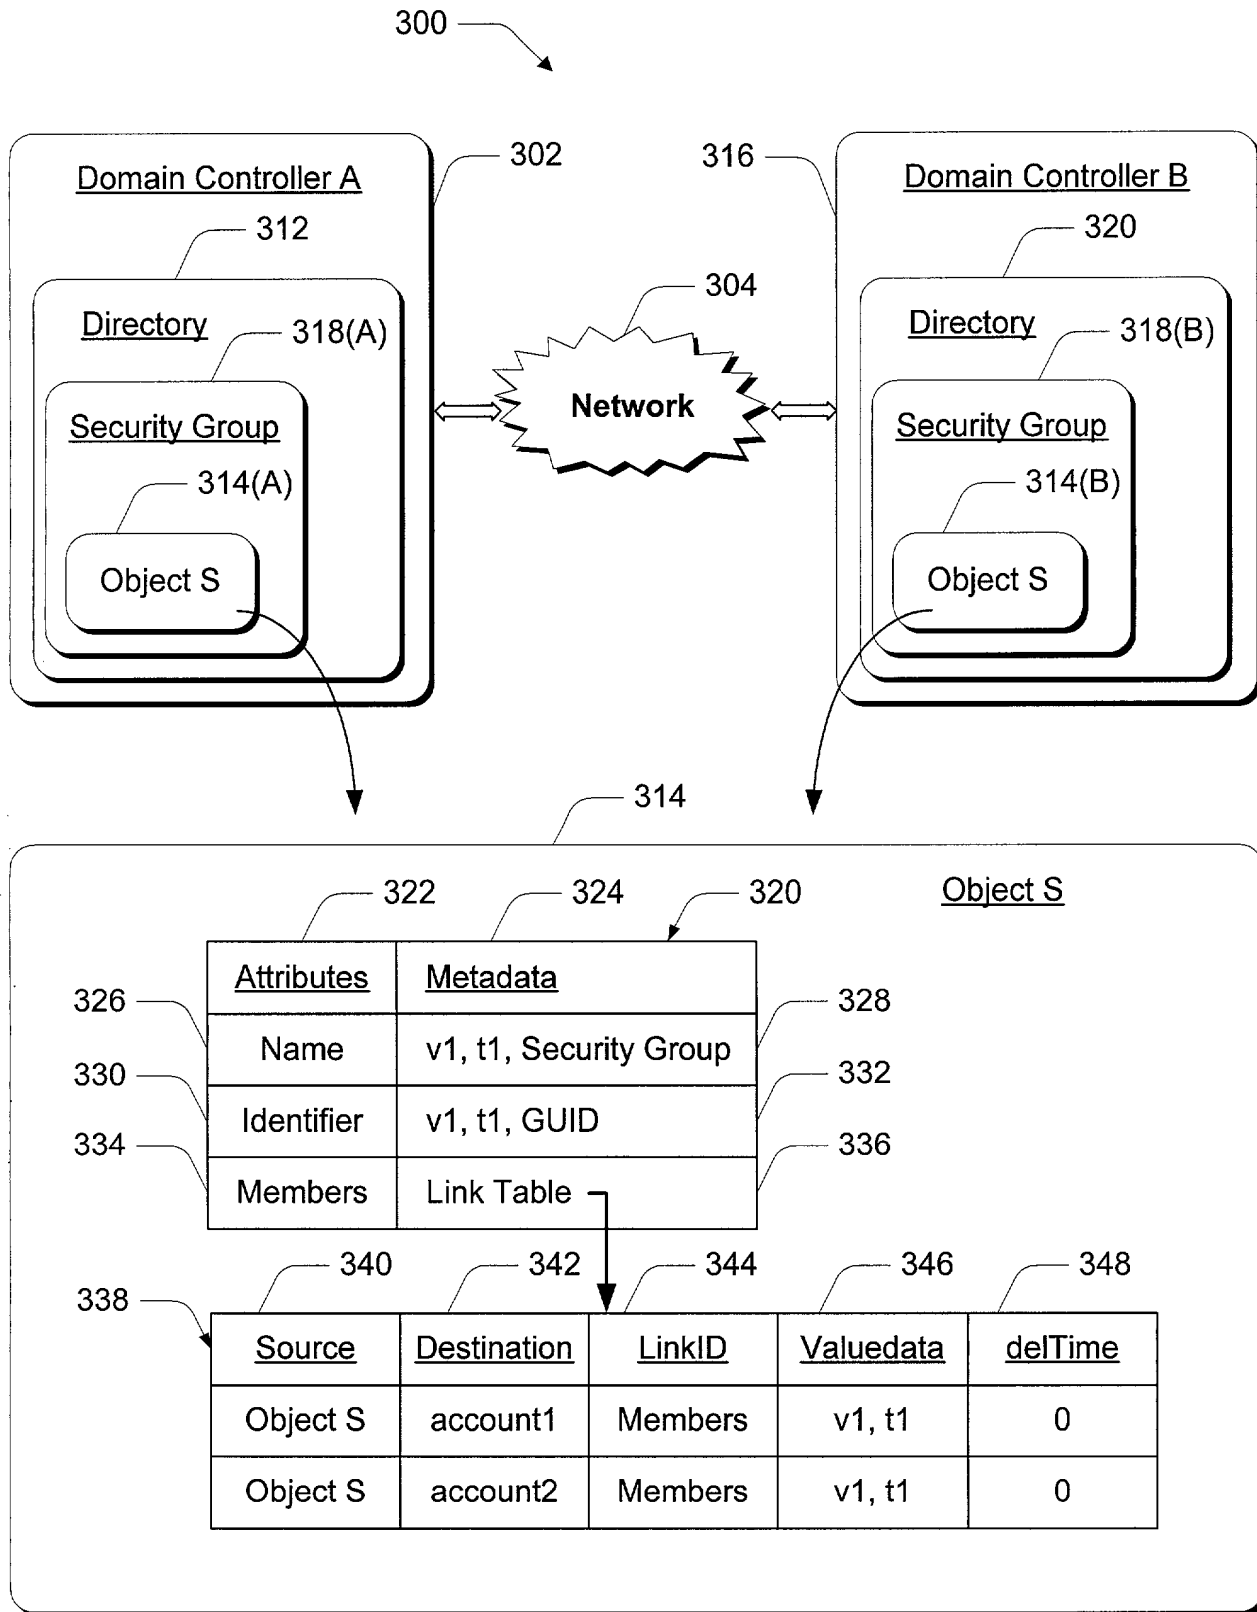 300
302
316
Domain Controller A
Domain Controller B
312
320
304
Directory
318(A)
Directory
318(B)
Network
Security Group
Security Group
314(A)
314(B)
Object S
Object S
314
322
324
320
Object S
Attributes
Metadata
326
328
Name
v1, t1, Security Group
330
332
Identifier
v1, t1, GUID
334
336
Members
Link Table
340
342
344
346
348
338
Source
Destination
LinkID
Valuedata
delTime
Object S
account1
Members
v1, t1
0
Object S
account2
Members
v1, t1
0